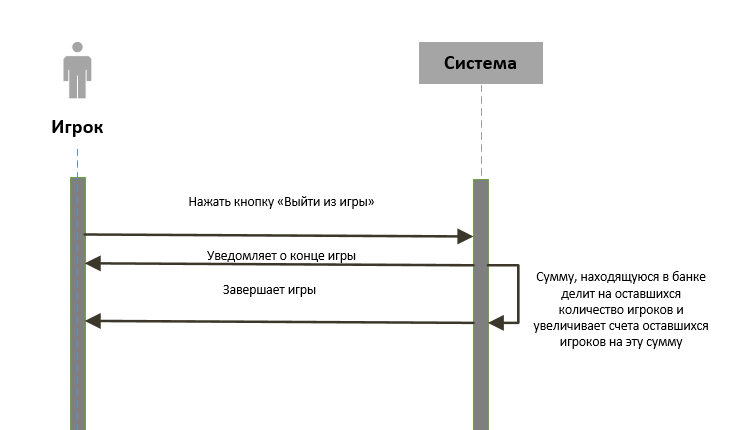 Система
Игрок
Нажать кнопку «Выйти из игры»
Уведомляет о конце игры
Завершает игры
Сумму, находящуюся в банке
делит на оставшихся
количество игроков и
увеличивает счета оставшихся
игроков на эту сумму